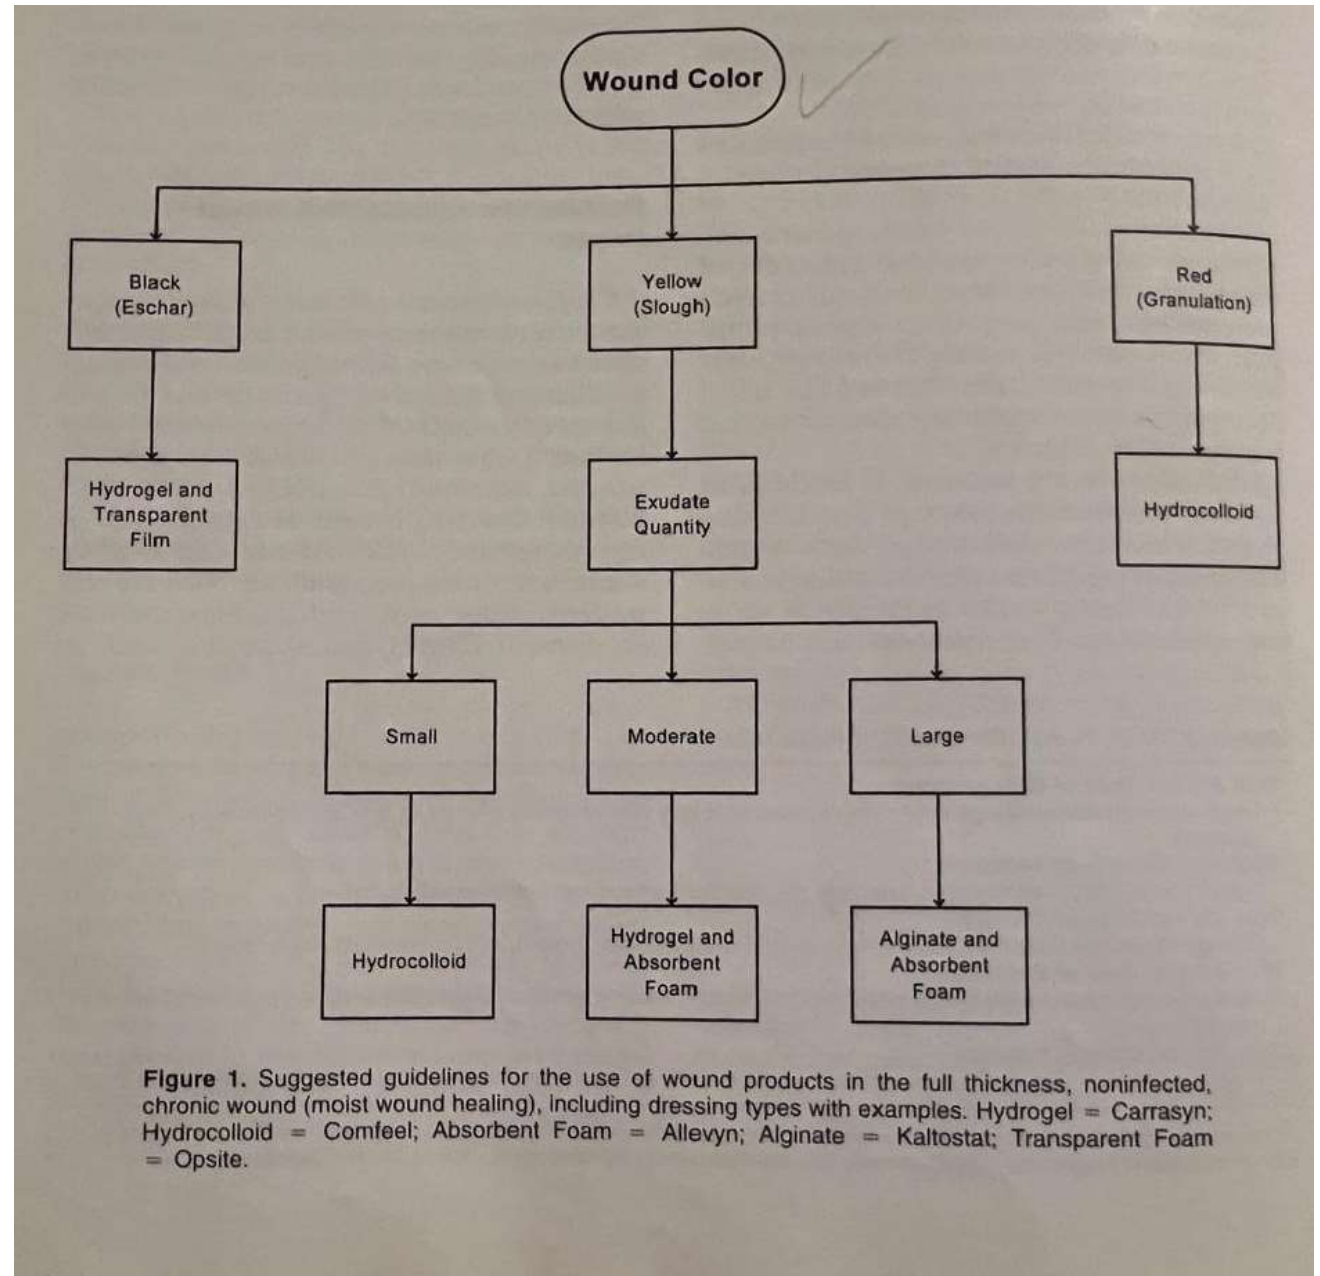 Wound Color
Black
(Eschar)
Yellow
(Slough)
Red
(Granulation)
Hydrogel and
Transparent
Film
Exudate
Quantity
Hydrocolloid
Small
Moderate
Large
Hydrocolloid
Hydrogel and
Absorbent
Foam
Alginate and
Absorbent
Foam
Figure 1. Suggested guidelines for the use of wound products in the full thickness, noninfected,
chronic wound (moist wound healing), including dressing types with examples. Hydrogel = Carrasyn;
Hydrocolloid = Comfeel; Absorbent Foam = Allevyn; Alginate = Kaltostat; Transparent Foam
= Opsite.